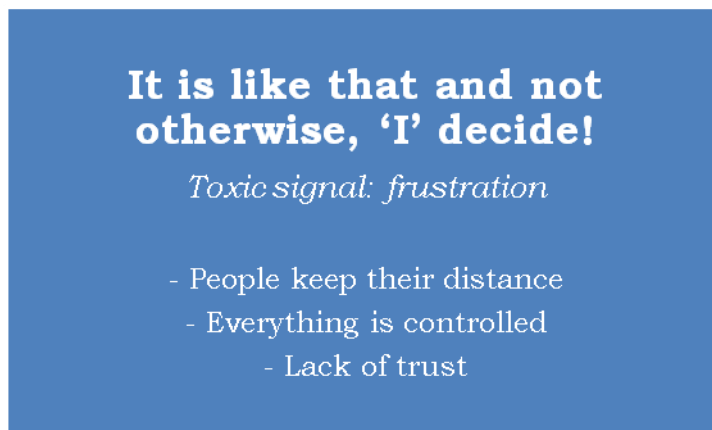 It is like that and not
otherwise, ‘I’ decide!
Toxic signal: frustration
- People keep their distance
- Everything is controlled
- Lack of trust